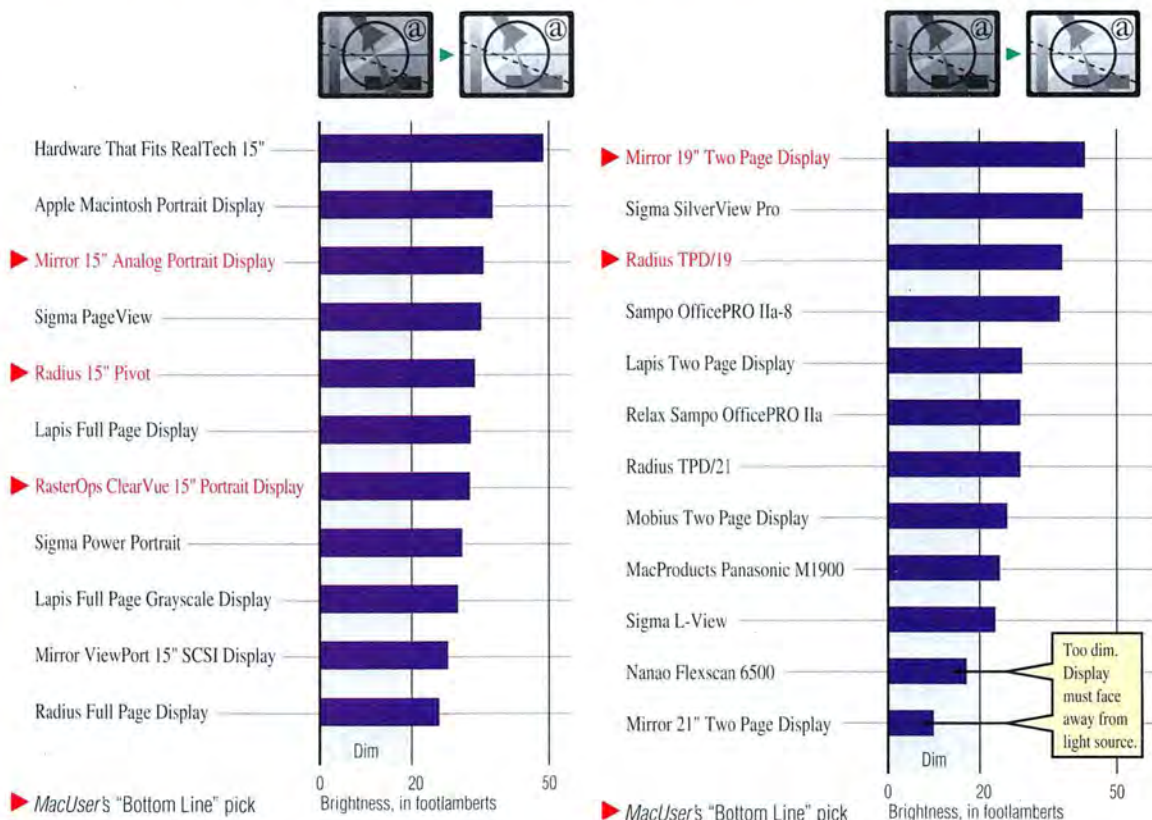 @
@
Hardware That Fits RealTech 15"
Apple Macintosh Portrait Display
Mirror 15" Analog Portrait Display
Sigma PageView
Radius 15" Pivot
Lapis Full Page Display
RasterOps ClearVue 15" Portrait Display
Sigma Power Portrait
Lapis Full Page Grayscale Display
Mirror ViewPort 15" SCSI Display
Radius Full Page Display
Dim
0 20 50
Brightness, in footlamberts
MacUser's "Bottom Line" pick
@
@
Mirror 19" Two Page Display
Sigma SilverView Pro
Radius TPD/19
Sampo OfficePRO IIa-8
Lapis Two Page Display
Relax Sampo OfficePRO IIa
Radius TPD/21
Mobius Two Page Display
MacProducts Panasonic M1900
Sigma L-View
Nanao Flexscan 6500
Mirror 21" Two Page Display
Too dim.
Display
must face
away from
light source.
Dim
0 20 50
Brightness, in footlamberts
MacUser's "Bottom Line" pick